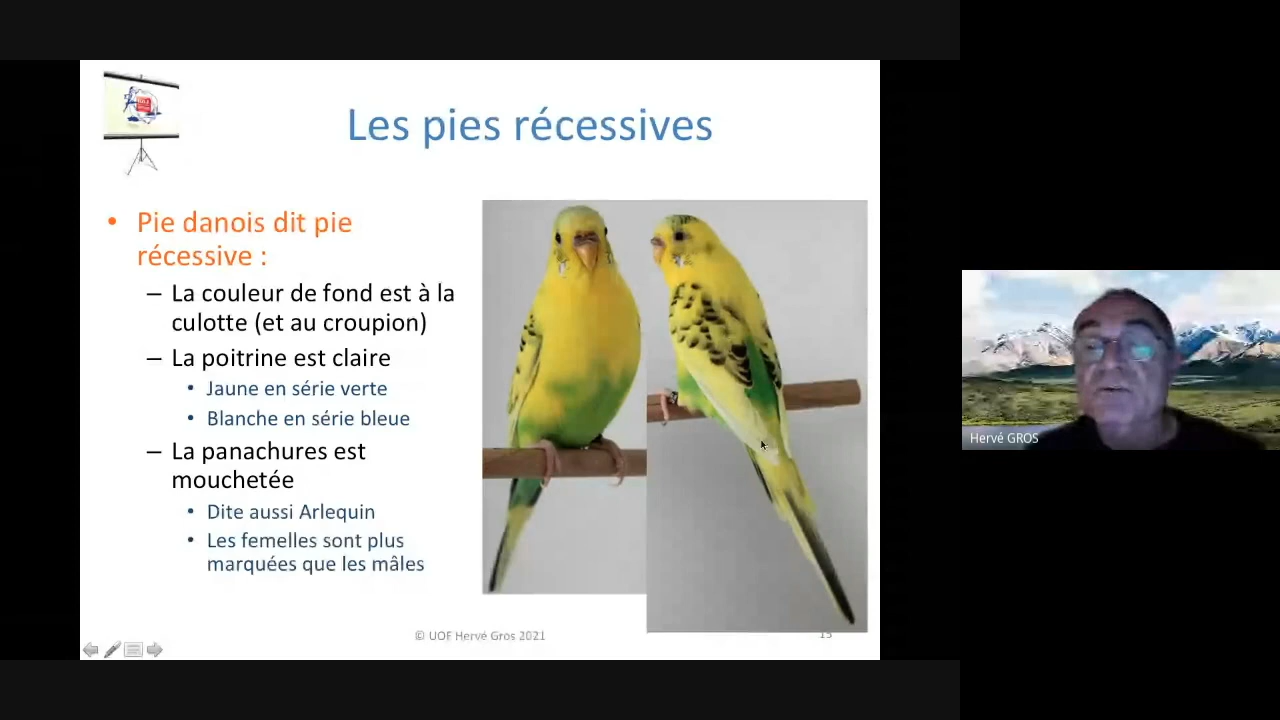 Les pies récessives
• Pie danois dit pie
récessive :
– La couleur de fond est à la
culotte (et au croupion)
– La poitrine est claire
• Jaune en série verte
• Blanche en série bleue
– La panachures est
mouchetée
• Dite aussi Arlequin
• Les femelles sont plus
marquées que les mâles
© UOF Hervé Gros 2021
15
Hervé GROS